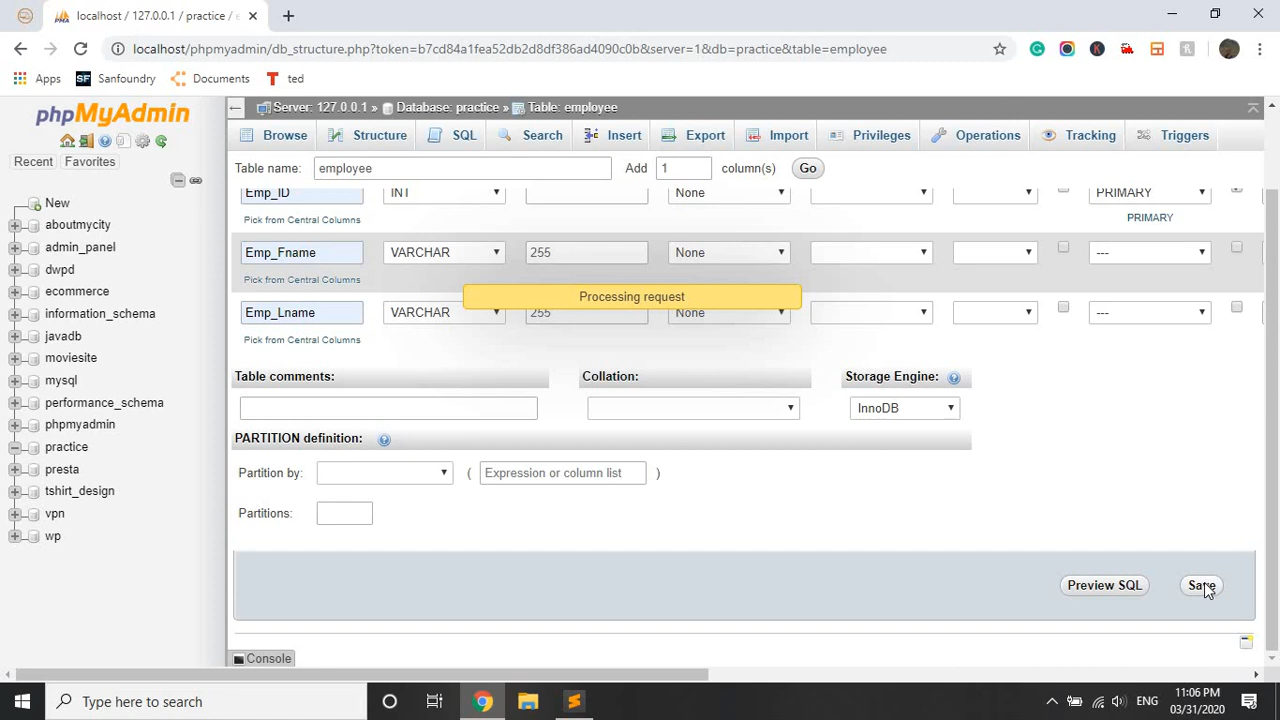 localhost / 127.0.0.1 / practice / e
localhost/phpmyadmin/db_structure.php?token=b7cd84a1fea52db2d8df386ad4090c0b&server=1&db=practice&table=employee
Apps SF Sanfoundry Documents T ted
phpMyAdmin
Recent Favorites
New
aboutmycity
admin_panel
dwpd
ecommerce
information_schema
javadb
moviesite
mysql
performance_schema
phpmyadmin
practice
presta
tshirt_design
vpn
wp
Server: 127.0.0.1 » Database: practice » Table: employee
Browse Structure SQL Search Insert Export Import Privileges Operations Tracking Triggers
Table name: employee Add 1 column(s) Go
Emp_ID INT None PRIMARY
Pick from Central Columns PRIMARY
Emp_Fname VARCHAR 255 None ---
Pick from Central Columns
Processing request
Emp_Lname VARCHAR 255 None ---
Pick from Central Columns
Table comments: Collation: Storage Engine:
InnoDB
PARTITION definition:
Partition by: ( Expression or column list )
Partitions:
Preview SQL Save
Console
Type here to search
ENG
11:06 PM
03/31/2020